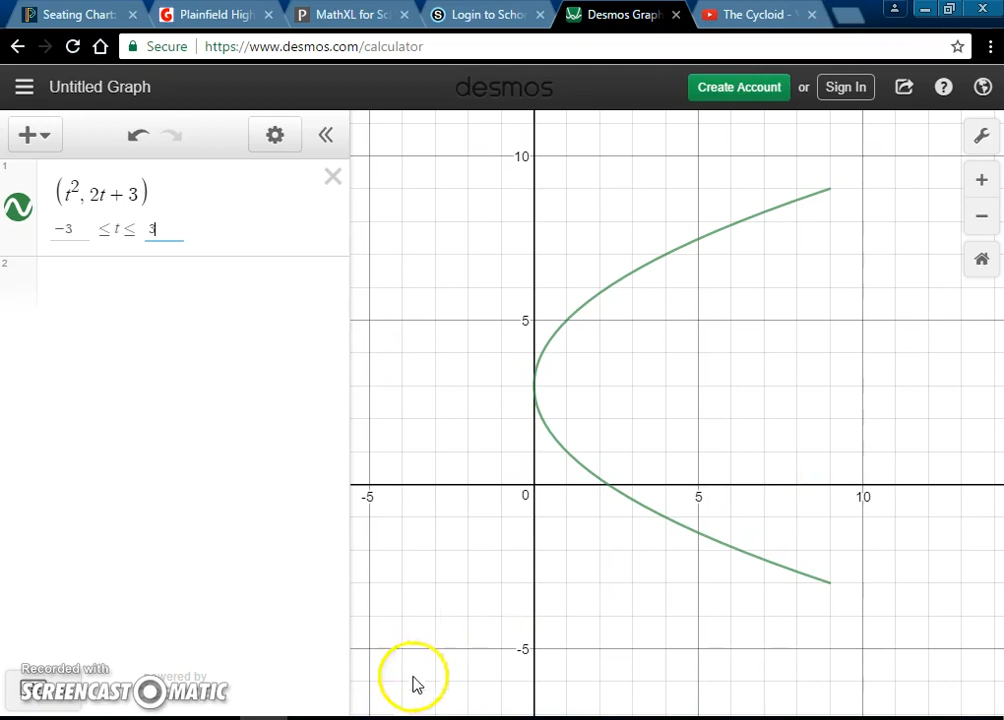 Seating Chart:
Plainfield High
MathXL for Sc
Login to Scho
Desmos Graph
The Cycloid -
Secure
https://www.desmos.com/calculator
Untitled Graph
desmos
Create Account
or
Sign In
1
(t², 2t + 3)
−3 ≤ t ≤ 3
2
10
5
-5
0
5
10
-5
Recorded with
powered by
SCREENCAST-O-MATIC